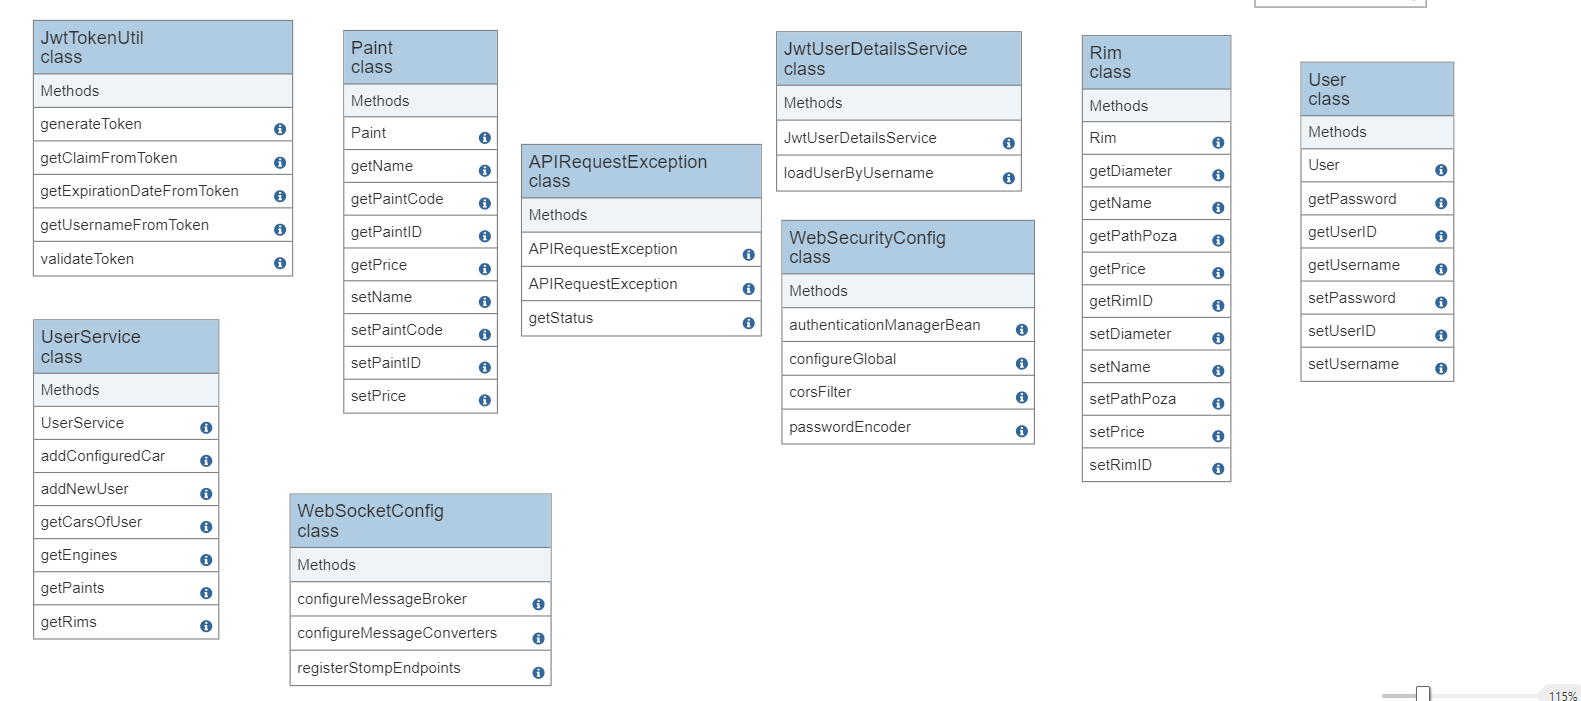 JwtTokenUtil
class
Methods
generateToken
getClaimFromToken
getExpirationDateFromToken
getUsernameFromToken
validateToken
UserService
class
Methods
UserService
addConfiguredCar
addNewUser
getCarsOfUser
getEngines
getPaints
getRims
Paint
class
Methods
Paint
getName
getPaintCode
getPaintID
getPrice
setName
setPaintCode
setPaintID
setPrice
WebSocketConfig
class
Methods
configureMessageBroker
configureMessageConverters
registerStompEndpoints
APIRequestException
class
Methods
APIRequestException
APIRequestException
getStatus
JwtUserDetailsService
class
Methods
JwtUserDetailsService
loadUserByUsername
WebSecurityConfig
class
Methods
authenticationManagerBean
configureGlobal
corsFilter
passwordEncoder
Rim
class
Methods
Rim
getDiameter
getName
getPathPoza
getPrice
getRimID
setDiameter
setName
setPathPoza
setPrice
setRimID
User
class
Methods
User
getPassword
getUserID
getUsername
setPassword
setUserID
setUsername
115%